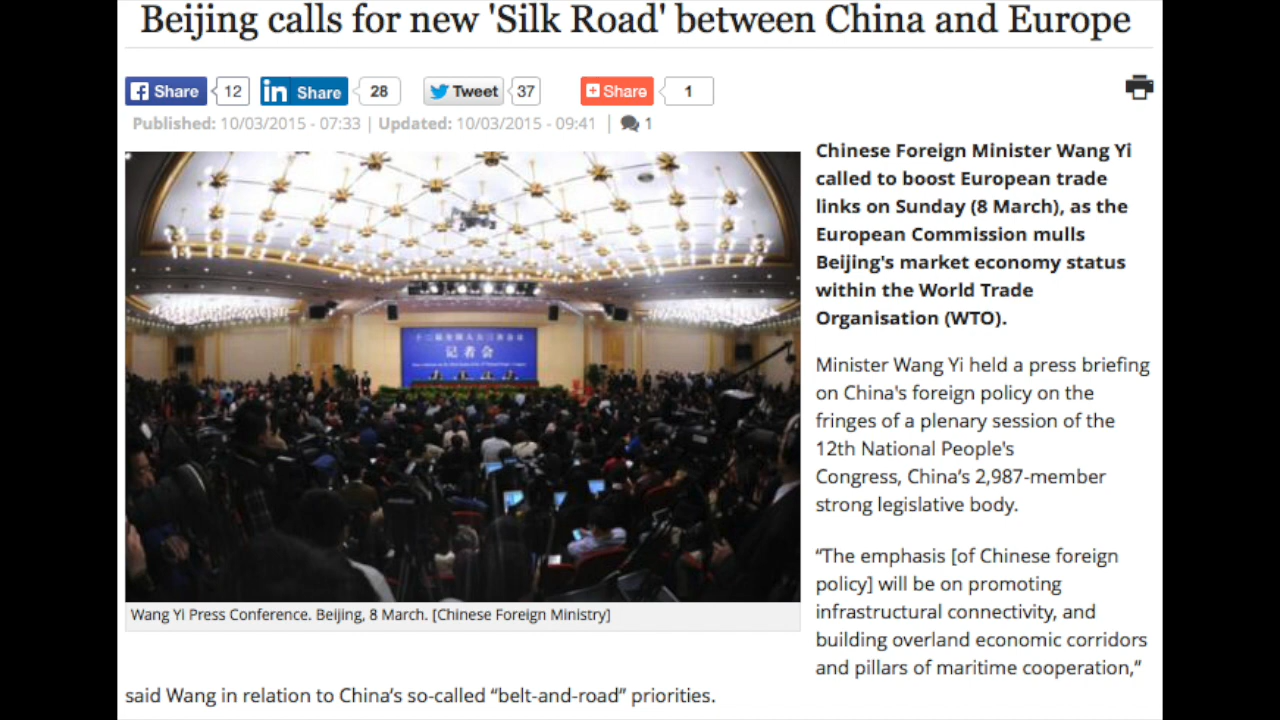 Beijing calls for new 'Silk Road' between China and Europe
Share 12 in Share 28 Tweet 37 Share 1
Published: 10/03/2015 - 07:33 | Updated: 10/03/2015 - 09:41 | 1
记者会
Wang Yi Press Conference. Beijing, 8 March. [Chinese Foreign Ministry]
Chinese Foreign Minister Wang Yi
called to boost European trade
links on Sunday (8 March), as the
European Commission mulls
Beijing's market economy status
within the World Trade
Organisation (WTO).
Minister Wang Yi held a press briefing
on China's foreign policy on the
fringes of a plenary session of the
12th National People's
Congress, China’s 2,987-member
strong legislative body.
“The emphasis [of Chinese foreign
policy] will be on promoting
infrastructural connectivity, and
building overland economic corridors
and pillars of maritime cooperation,”
said Wang in relation to China’s so-called “belt-and-road” priorities.